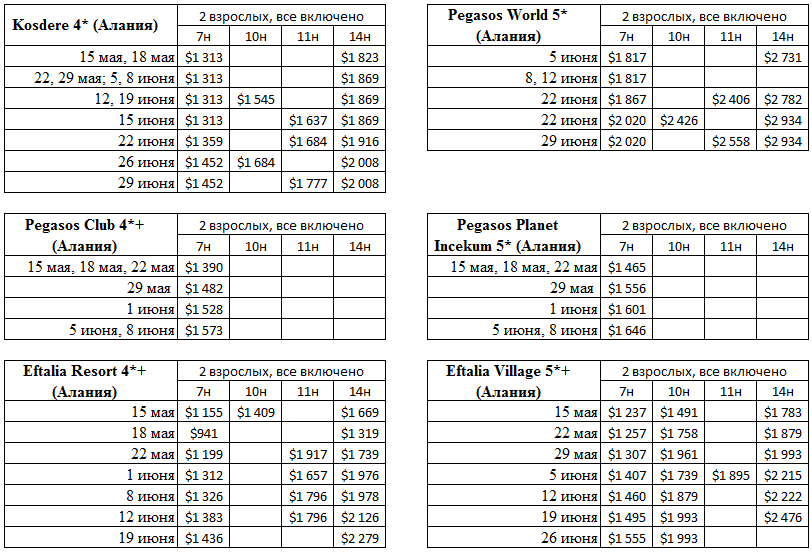 Kosdere 4* (Алания) 2 взрослых, все включено
7н 10н 11н 14н
15 мая, 18 мая $1 313 $1 823
22, 29 мая; 5, 8 июня $1 313 $1 869
12, 19 июня $1 313 $1 545 $1 869
15 июня $1 313 $1 637 $1 869
22 июня $1 359 $1 684 $1 916
26 июня $1 452 $1 684 $2 008
29 июня $1 452 $1 777 $2 008
Pegasos World 5* 2 взрослых, все включено
(Алания) 7н 10н 11н 14н
5 июня $1 817 $2 731
8, 12 июня $1 817
22 июня $1 867 $2 406 $2 782
22 июня $2 020 $2 426 $2 934
29 июня $2 020 $2 558 $2 934
Pegasos Club 4*+ 2 взрослых, все включено
(Алания) 7н 10н 11н 14н
15 мая, 18 мая, 22 мая $1 390
29 мая $1 482
1 июня $1 528
5 июня, 8 июня $1 573
Pegasos Planet 2 взрослых, все включено
Incekum 5* (Алания) 7н 10н 11н 14н
15 мая, 18 мая, 22 мая $1 465
29 мая $1 556
1 июня $1 601
5 июня, 8 июня $1 646
Eftalia Resort 4*+ 2 взрослых, все включено
(Алания) 7н 10н 11н 14н
15 мая $1 155 $1 409 $1 669
18 мая $941 $1 319
22 мая $1 199 $1 917 $1 739
1 июня $1 312 $1 657 $1 976
8 июня $1 326 $1 796 $1 978
12 июня $1 383 $1 796 $2 126
19 июня $1 436 $2 279
Eftalia Village 5*+ 2 взрослых, все включено
(Алания) 7н 10н 11н 14н
15 мая $1 237 $1 491 $1 783
22 мая $1 257 $1 758 $1 879
29 мая $1 307 $1 961 $1 993
5 июня $1 407 $1 739 $1 895 $2 215
12 июня $1 460 $1 879 $2 222
19 июня $1 495 $1 993 $2 476
26 июня $1 555 $1 993